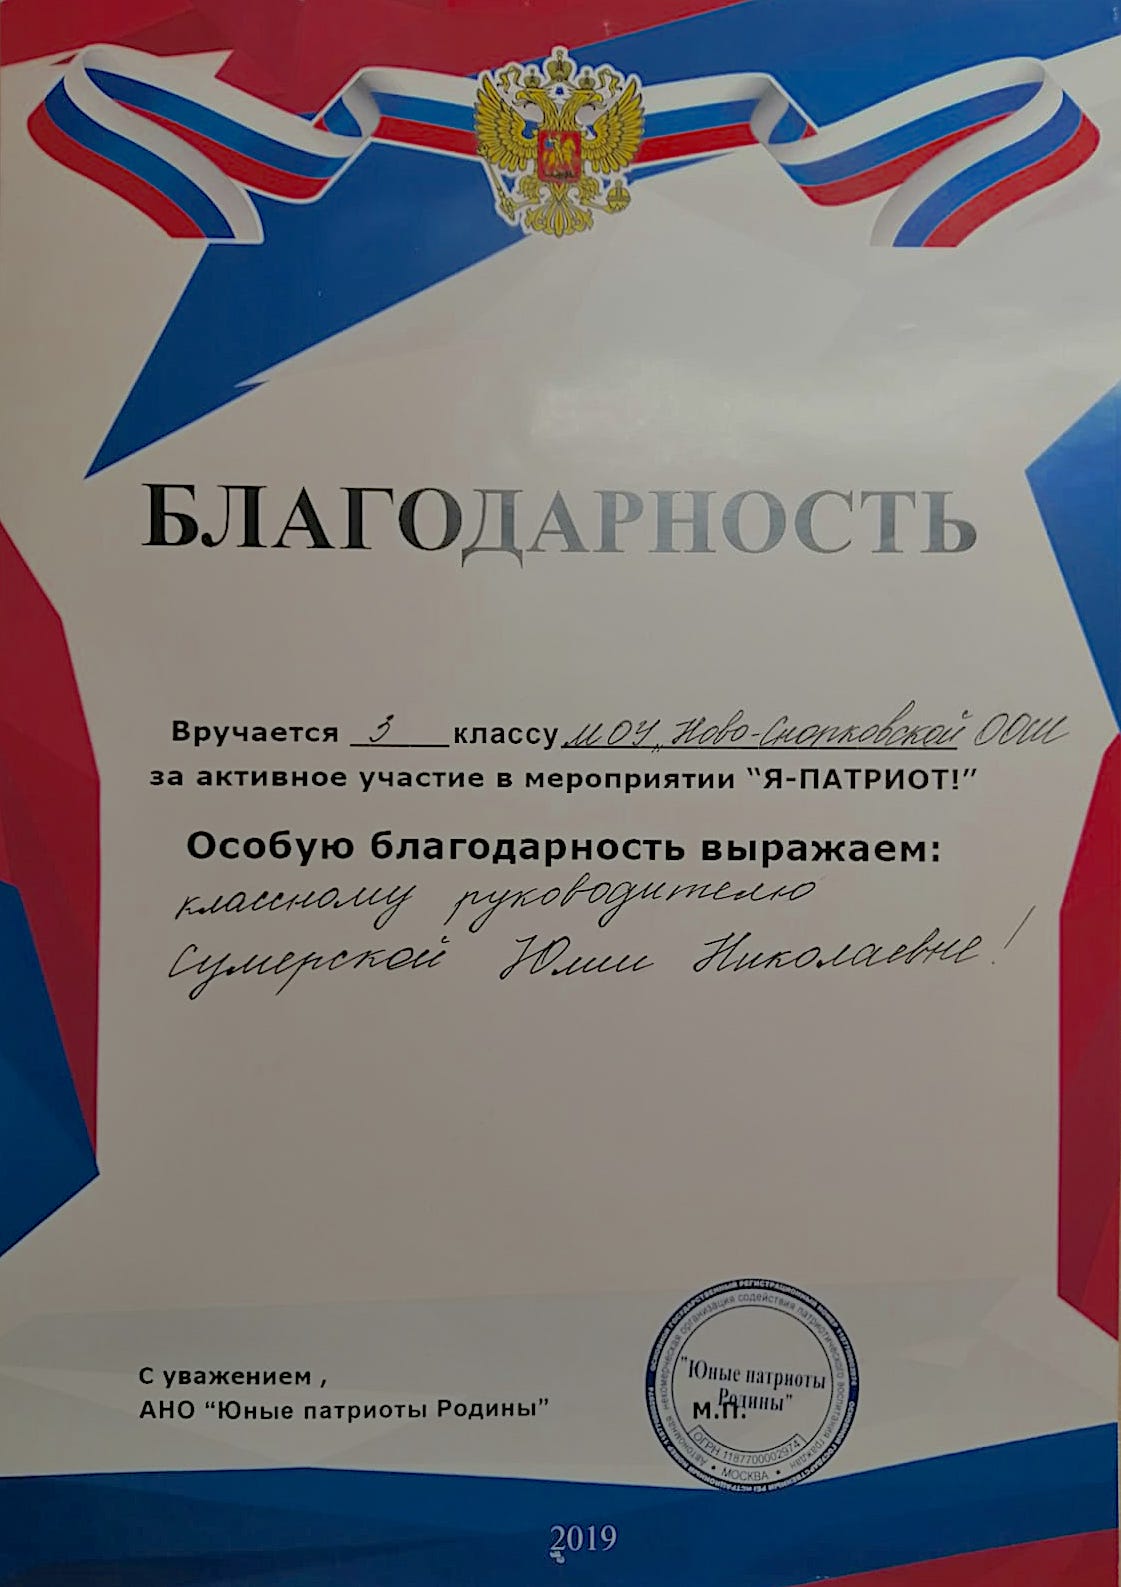 БЛАГОДАРНОСТЬ
Вручается 3 классу МОУ „Ново-Снопковской ООШ
за активное участие в мероприятии “Я-ПАТРИОТ!”
Особую благодарность выражаем:
классному руководителю
Сумерской Юлии Николаевне!
С уважением ,
АНО “Юные патриоты Родины”
"Юные патриоты
Родины"
М.П.
Автономная некоммерческая организация содействия патриотического воспитания граждан
ОГРН 1187700002974
• МОСКВА •
2019